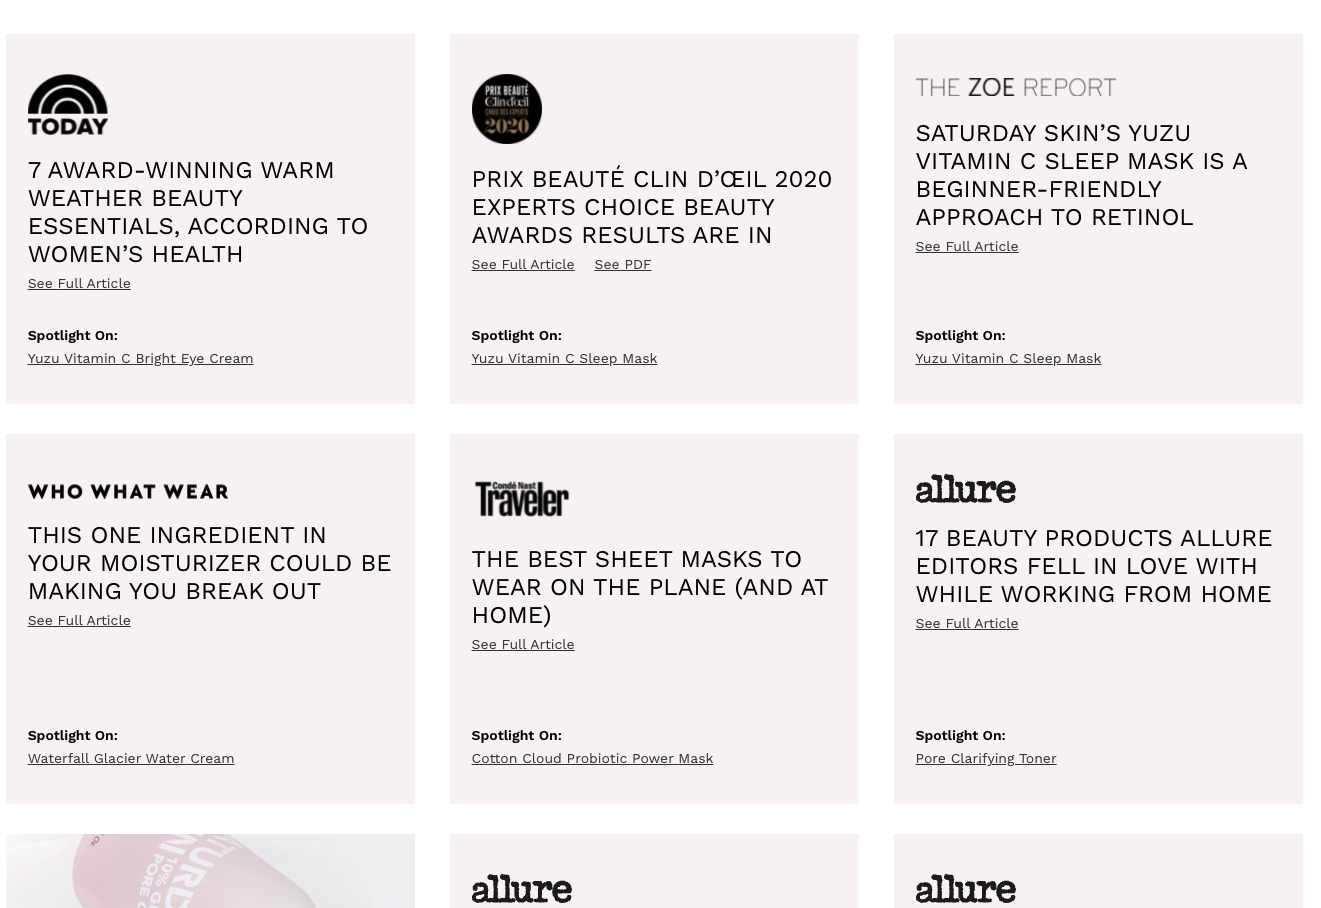 TODAY
7 AWARD-WINNING WARM
WEATHER BEAUTY
ESSENTIALS, ACCORDING TO
WOMEN'S HEALTH
See Full Article
Spotlight On:
Yuzu Vitamin C Bright Eye Cream
PRIX BEAUTÉ
Clin d'œil
CHOIX DES EXPERTS
2020
PRIX BEAUTÉ CLIN D'ŒIL 2020
EXPERTS CHOICE BEAUTY
AWARDS RESULTS ARE IN
See Full Article See PDF
Spotlight On:
Yuzu Vitamin C Sleep Mask
THE ZOE REPORT
SATURDAY SKIN'S YUZU
VITAMIN C SLEEP MASK IS A
BEGINNER-FRIENDLY
APPROACH TO RETINOL
See Full Article
Spotlight On:
Yuzu Vitamin C Sleep Mask
WHO WHAT WEAR
THIS ONE INGREDIENT IN
YOUR MOISTURIZER COULD BE
MAKING YOU BREAK OUT
See Full Article
Spotlight On:
Waterfall Glacier Water Cream
Condé Nast
Traveler
THE BEST SHEET MASKS TO
WEAR ON THE PLANE (AND AT
HOME)
See Full Article
Spotlight On:
Cotton Cloud Probiotic Power Mask
allure
17 BEAUTY PRODUCTS ALLURE
EDITORS FELL IN LOVE WITH
WHILE WORKING FROM HOME
See Full Article
Spotlight On:
Pore Clarifying Toner
10%
PORE
allure
allure